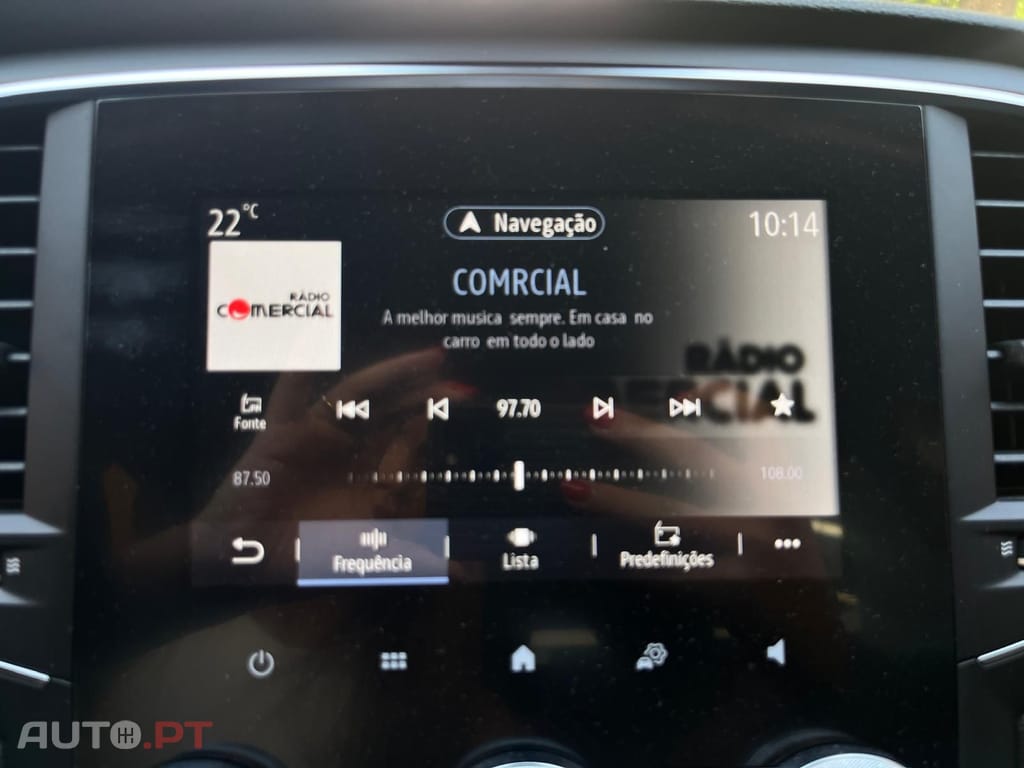 22°C
Navegação
10:14
RÁDIO
COMERCIAL
COMRCIAL
A melhor musica sempre. Em casa no
carro em todo o lado
RÁDIO
MERCIAL
Fonte
97.70
87.50
108.00
Frequência
Lista
Predefinições
AUTO.PT